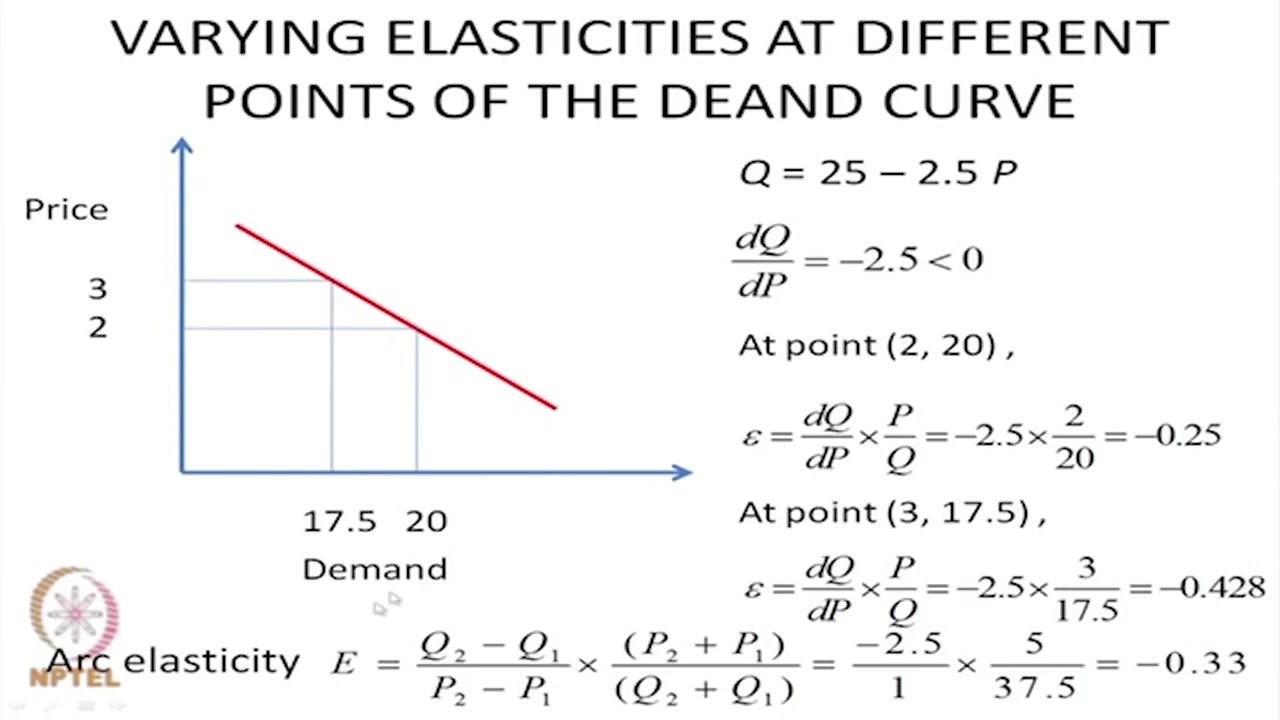 VARYING ELASTICITIES AT DIFFERENT
POINTS OF THE DEAND CURVE
Price
3
2
17.5 20
Demand
Q = 25 – 2.5 P
dQ/dP = −2.5 < 0
At point (2, 20) ,
ε = dQ/dP × P/Q = −2.5 × 2/20 = −0.25
At point (3, 17.5) ,
ε = dQ/dP × P/Q = −2.5 × 3/17.5 = −0.428
Arc elasticity E = (Q₂ − Q₁)/(P₂ − P₁) × (P₂ + P₁)/(Q₂ + Q₁) = −2.5/1 × 5/37.5 = −0.33
NPTEL